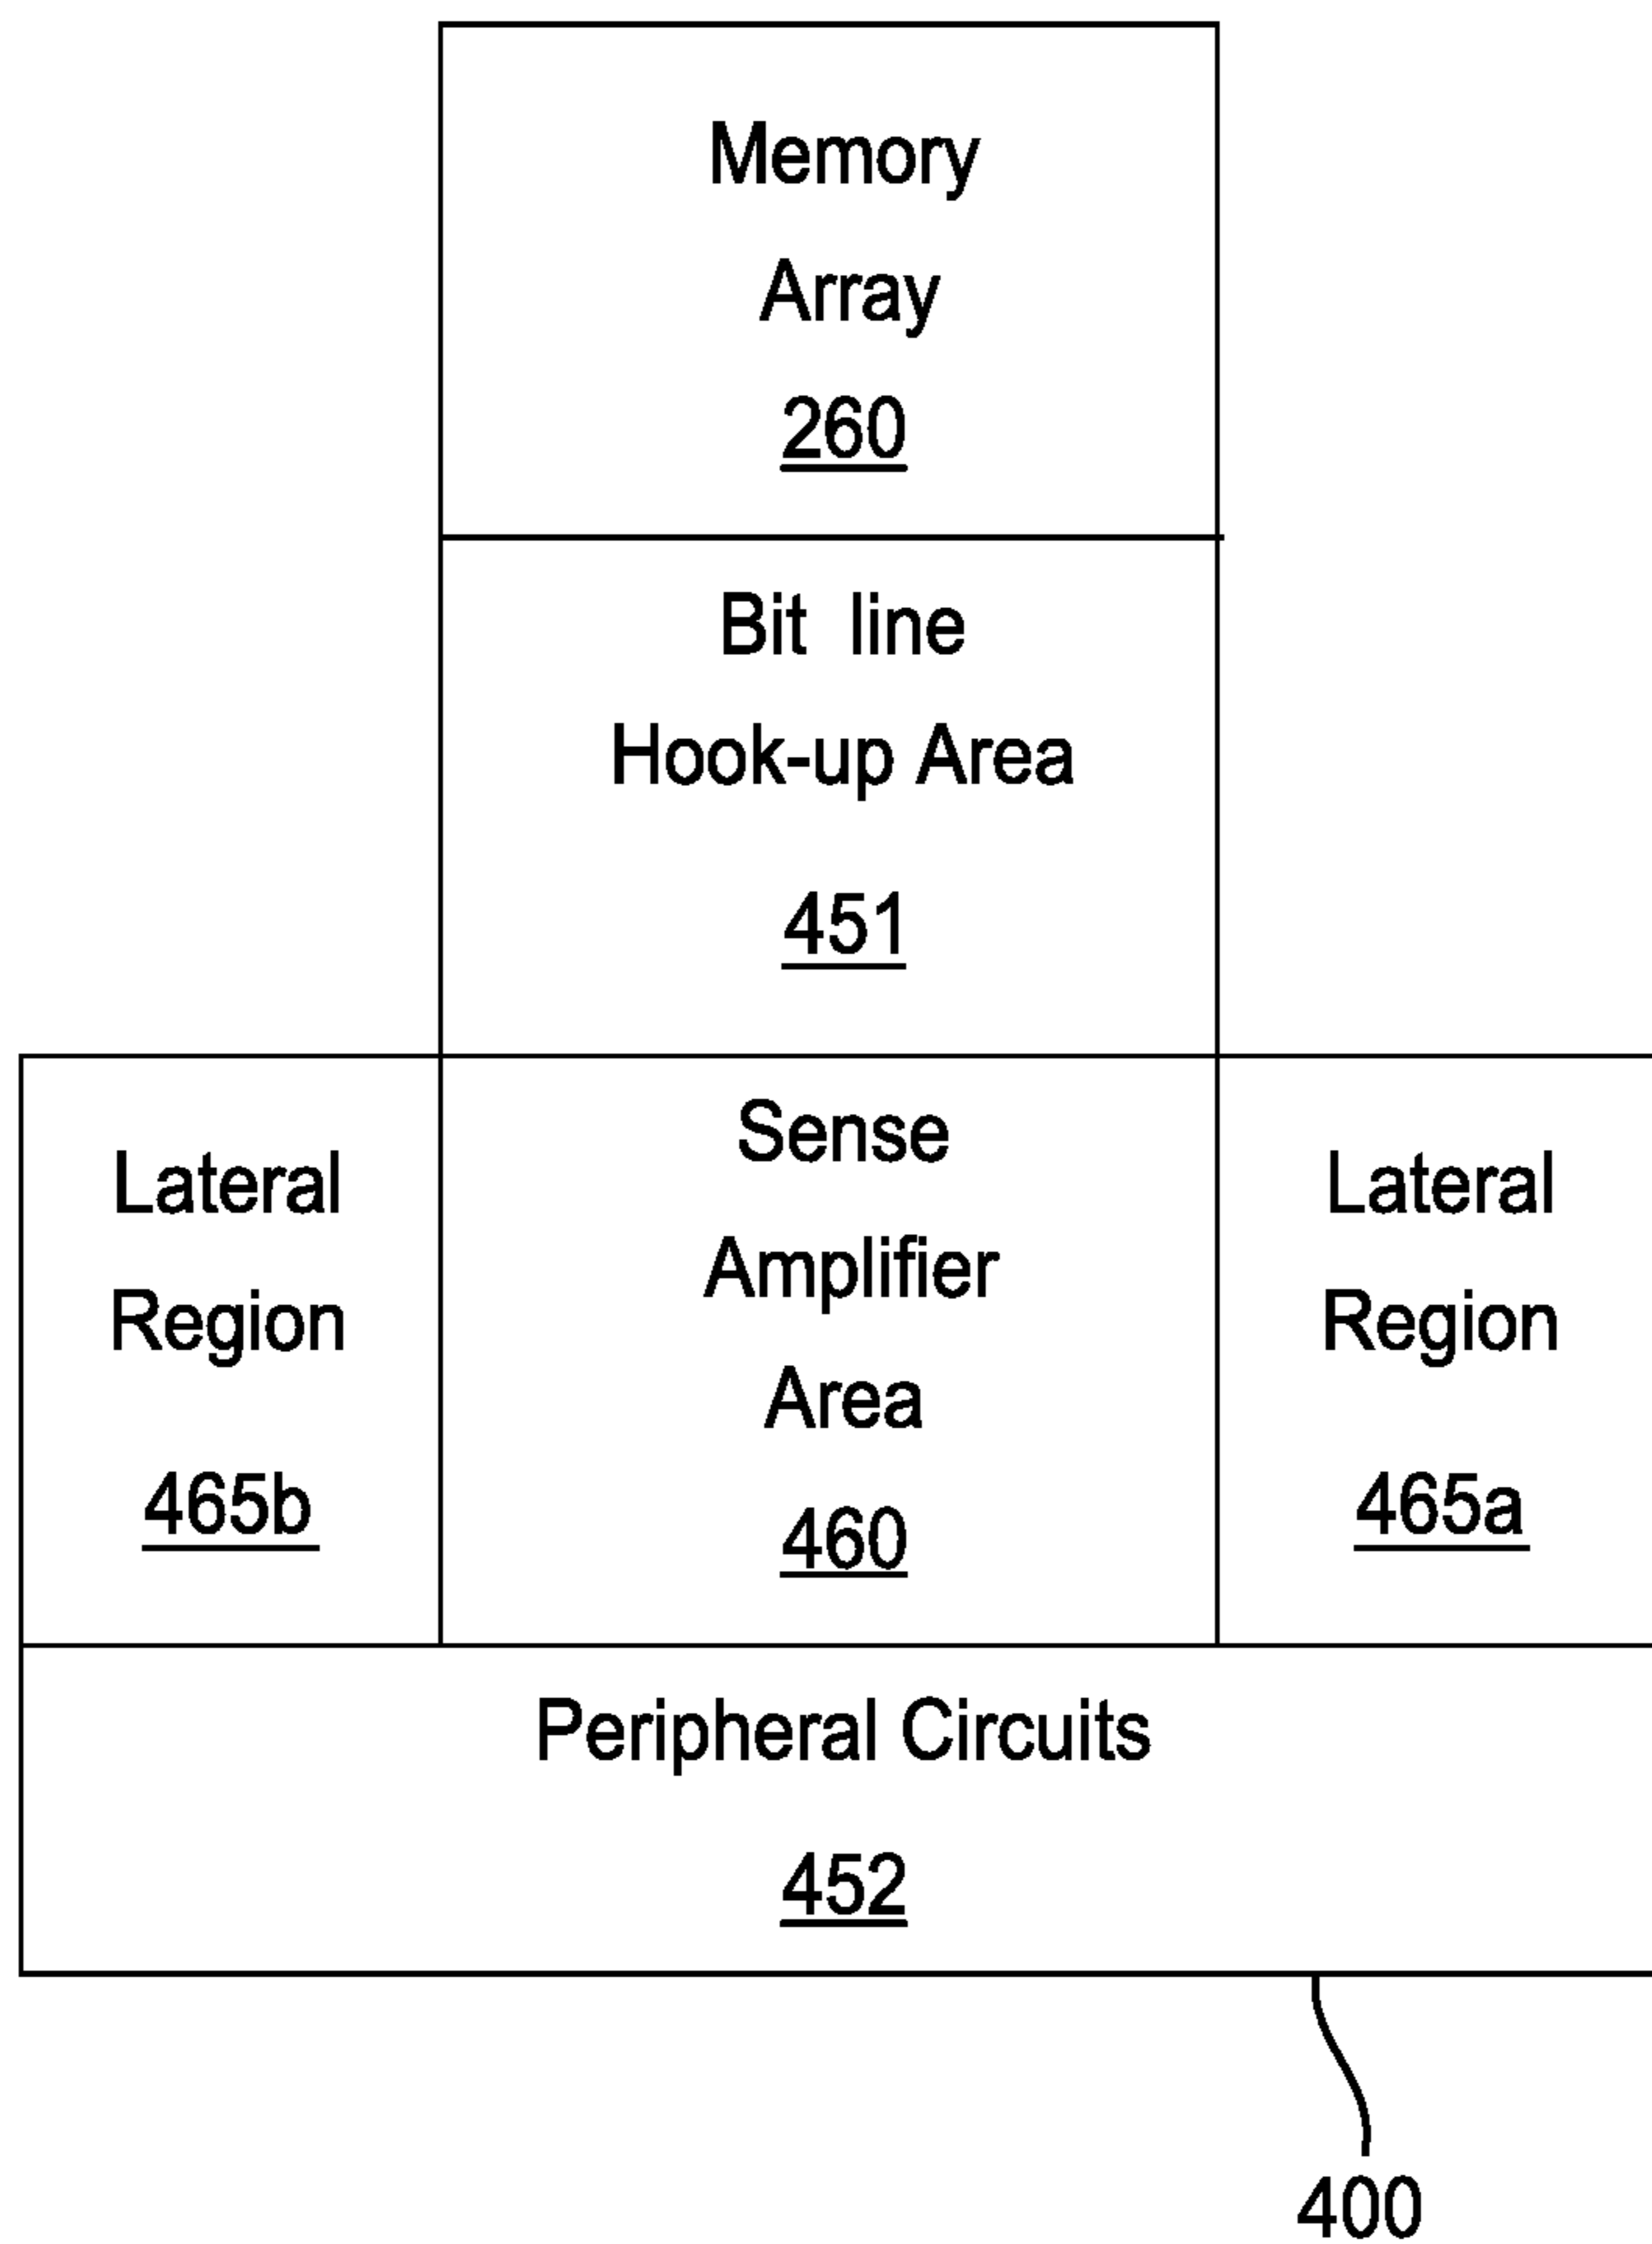 Memory
Array
260
Bit line
Hook-up Area
451
Lateral
Region
465b
Sense
Amplifier
Area
460
Lateral
Region
465a
Peripheral Circuits
452
400